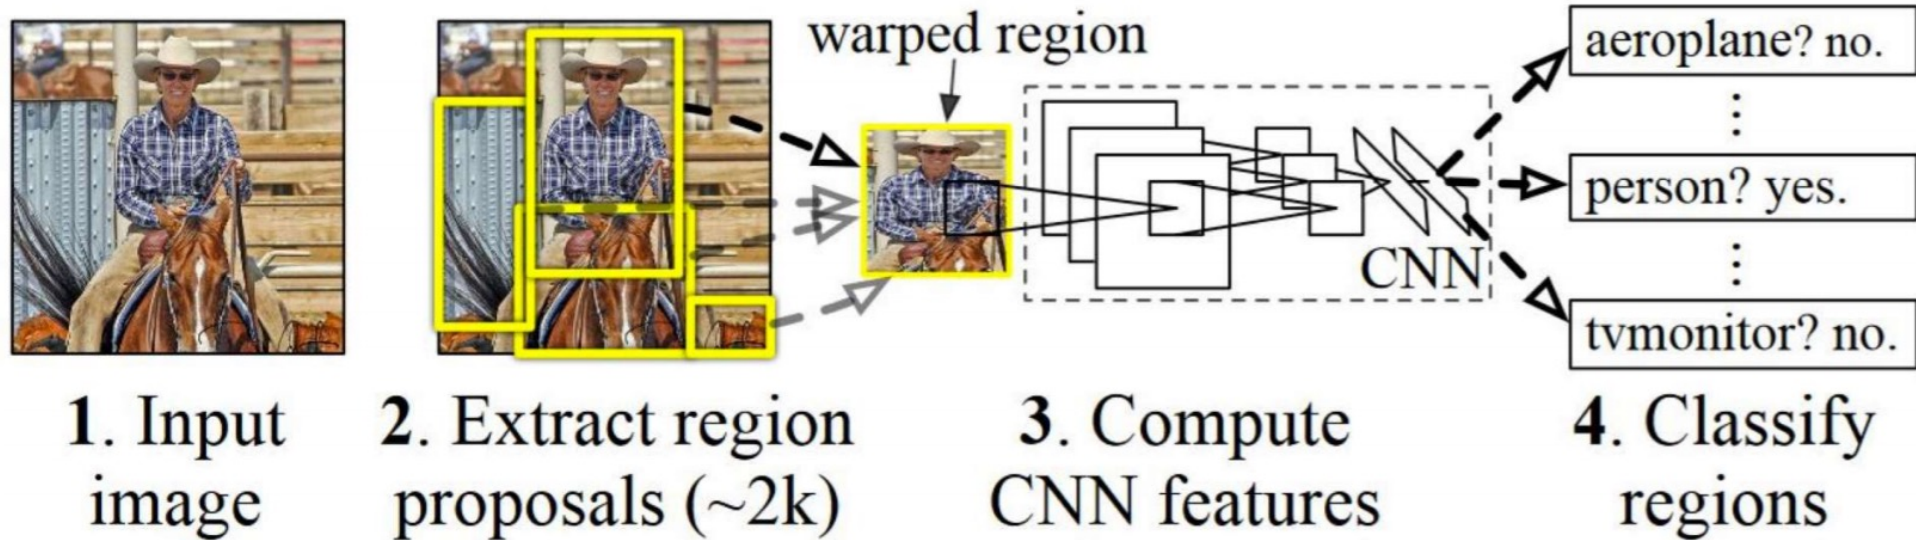 warped region
aeroplane? no.
person? yes.
CNN
tvmonitor? no.
1. Input
image
2. Extract region
proposals (~2k)
3. Compute
CNN features
4. Classify
regions